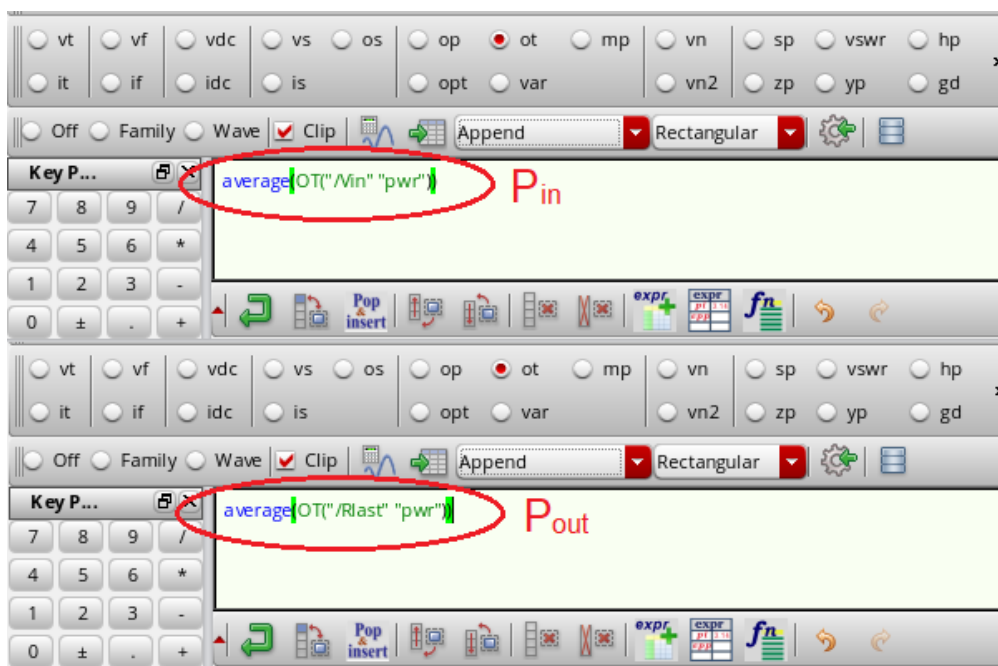 vt vf vdc vs os op ot mp vn sp vswr hp
it if idc is opt var vn2 zp yp gd
Off Family Wave Clip Append Rectangular
Key P...
average(OT("/Vin" "pwr")) Pin
7 8 9 /
4 5 6 *
1 2 3 -
0 ± . +
Pop & insert expr expr fn
vt vf vdc vs os op ot mp vn sp vswr hp
it if idc is opt var vn2 zp yp gd
Off Family Wave Clip Append Rectangular
Key P...
average(OT("/Rlast" "pwr")) Pout
7 8 9 /
4 5 6 *
1 2 3 -
0 ± . +
Pop & insert expr expr fn